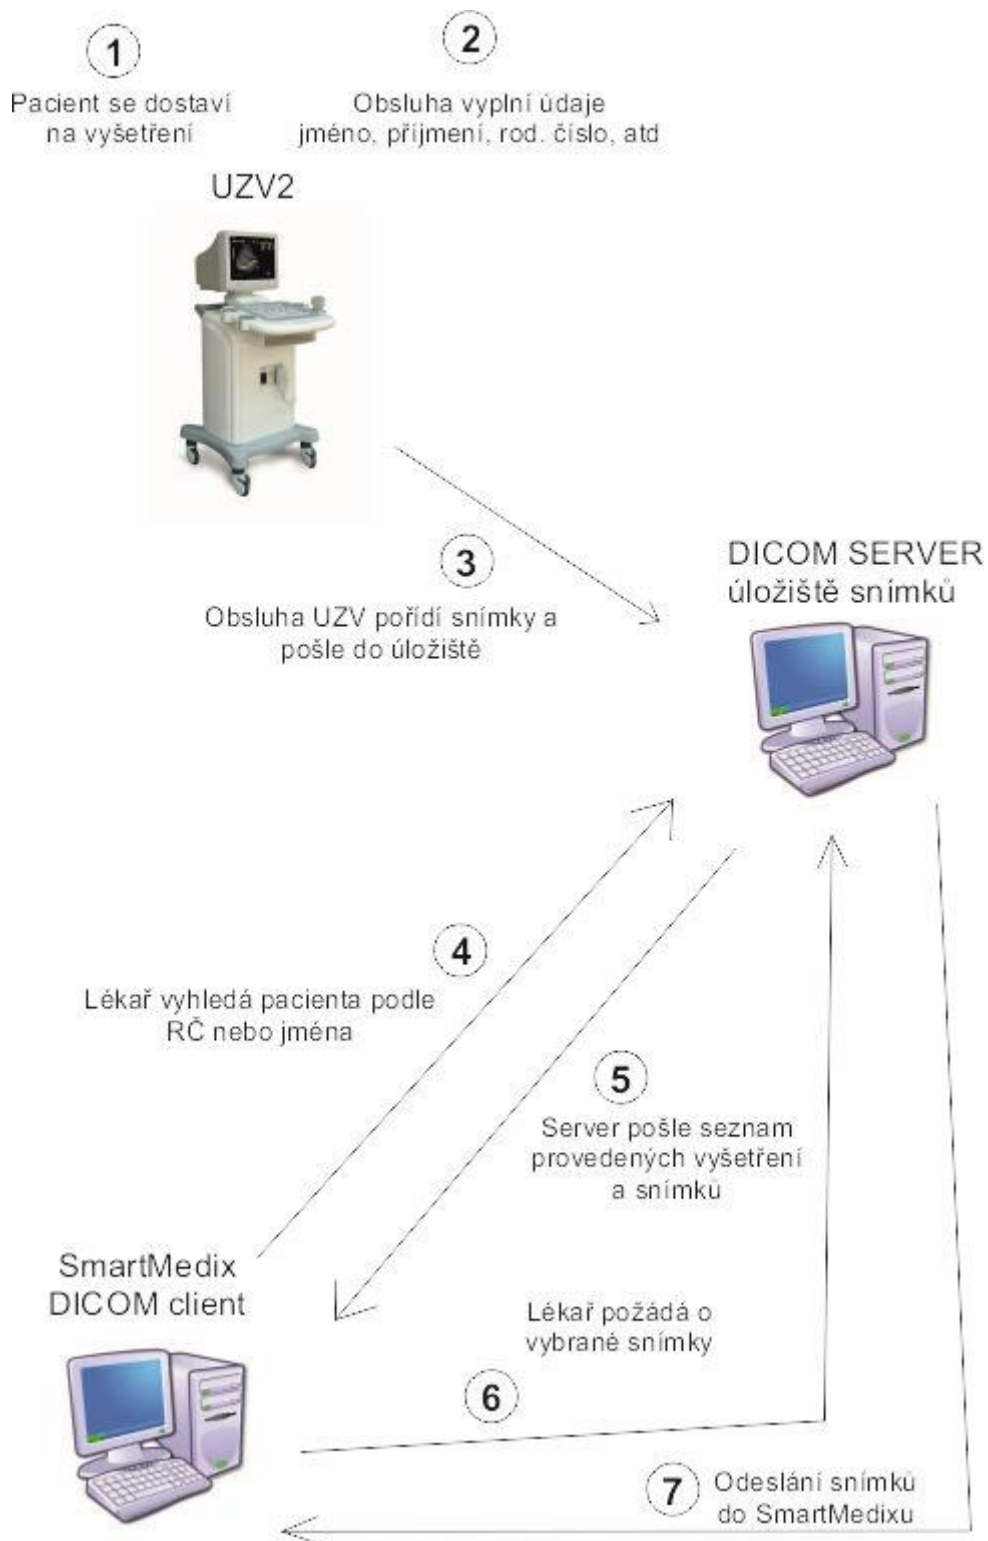 1
Pacient se dostaví
na vyšetření
2
Obsluha vyplní údaje
jméno, příjmení, rod. číslo, atd
UZV2
3
Obsluha UZV pořídí snímky a
pošle do úložiště
DICOM SERVER
úložiště snímků
4
Lékař vyhledá pacienta podle
RČ nebo jména
5
Server pošle seznam
provedených vyšetření
a snímků
SmartMedix
DICOM client
Lékař požádá o
vybrané snímky
6
7
Odeslání snímků
do SmartMedixu